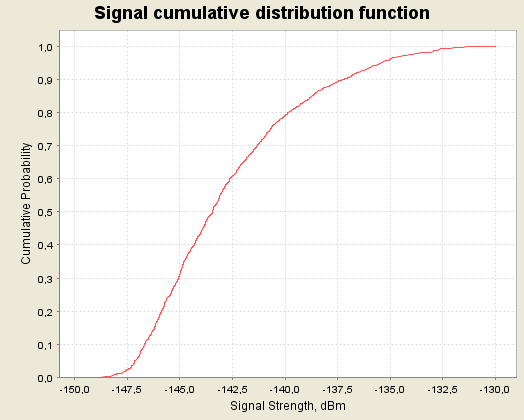 Signal cumulative distribution function
Cumulative Probability
1,0
0,9
0,8
0,7
0,6
0,5
0,4
0,3
0,2
0,1
0,0
-150,0 -147,5 -145,0 -142,5 -140,0 -137,5 -135,0 -132,5 -130,0
Signal Strength, dBm